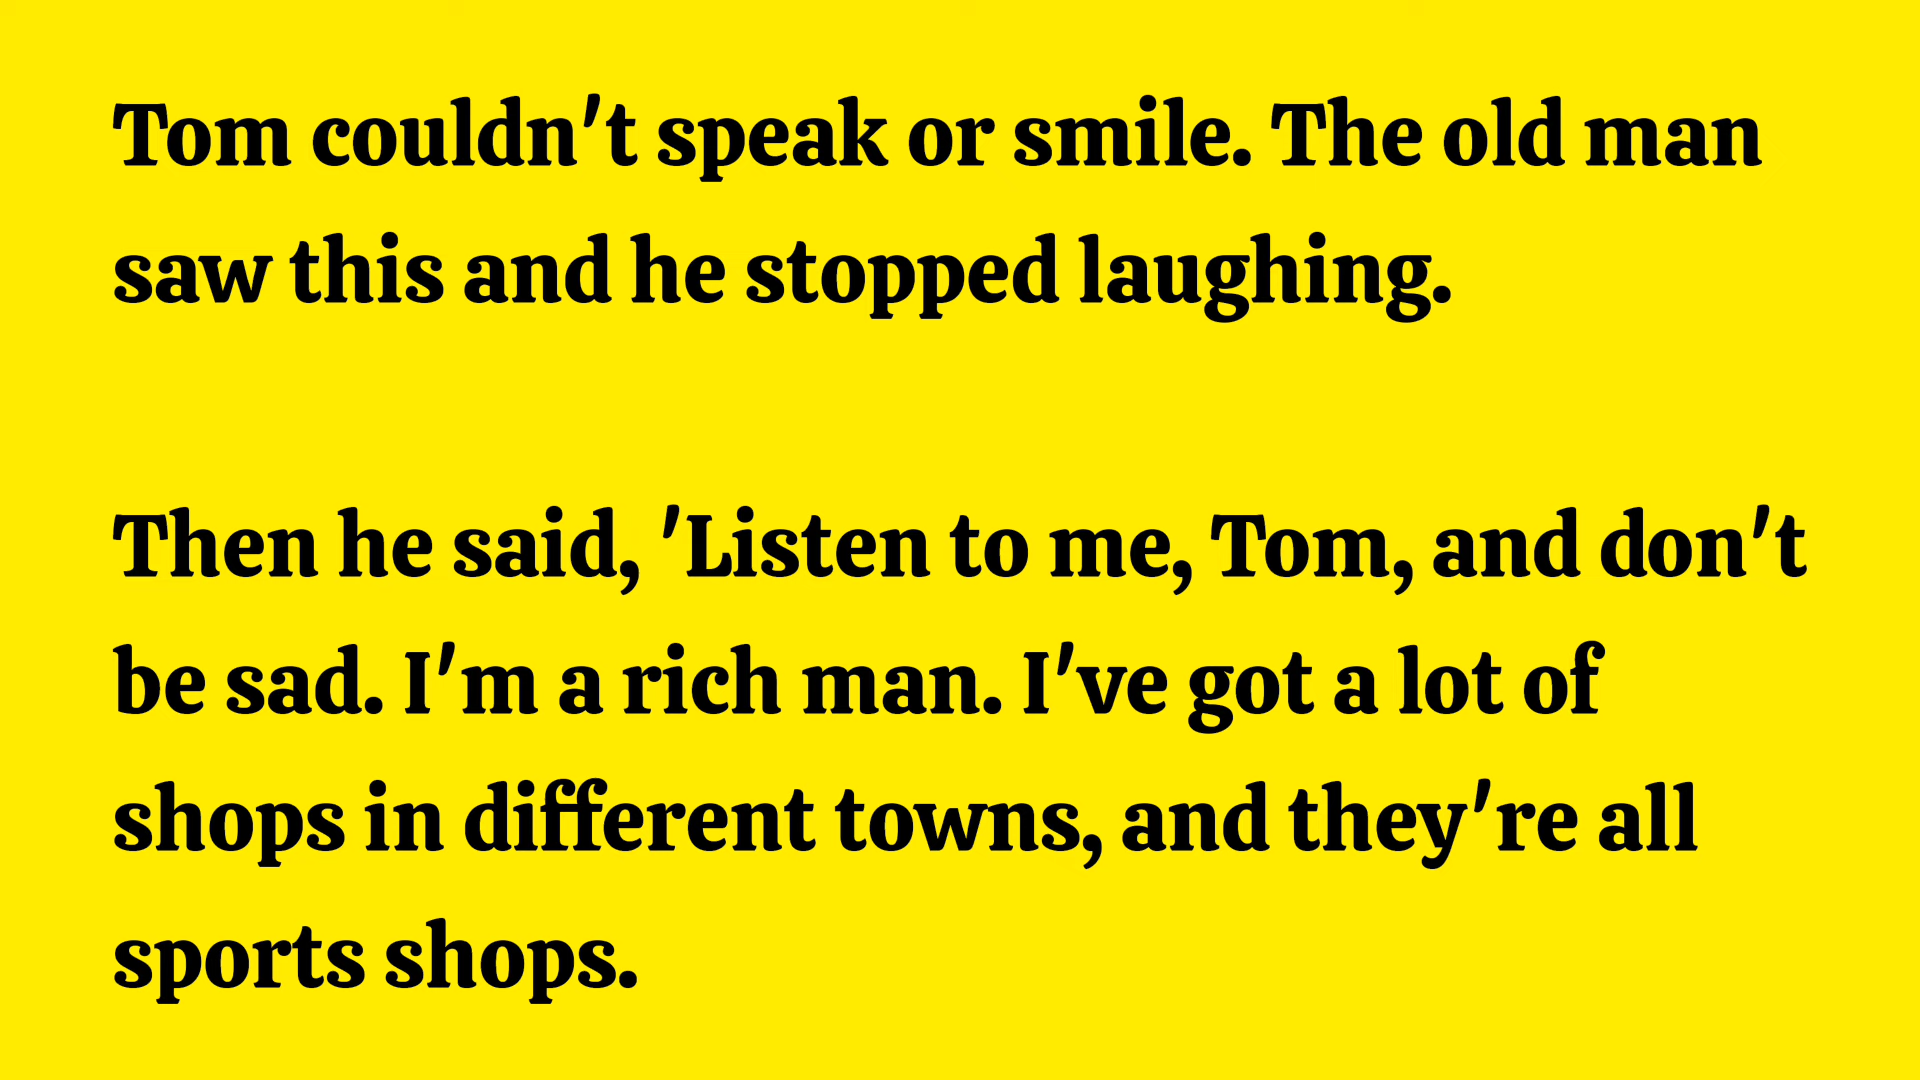 Tom couldn't speak or smile. The old man
saw this and he stopped laughing.
Then he said, 'Listen to me, Tom, and don't
be sad. I'm a rich man. I've got a lot of
shops in different towns, and they're all
sports shops.